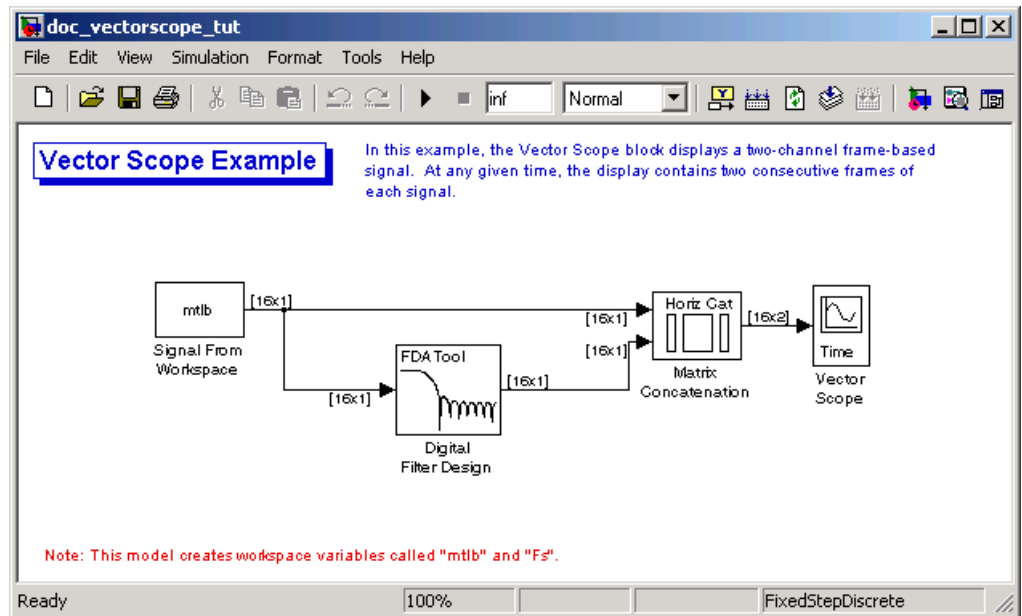 doc_vectorscope_tut
File Edit View Simulation Format Tools Help
inf Normal
Vector Scope Example
In this example, the Vector Scope block displays a two-channel frame-based
signal. At any given time, the display contains two consecutive frames of
each signal.
mtlb
Signal From
Workspace
[16x1]
[16x1]
FDATool
Digital
Filter Design
[16x1]
[16x1]
[16x1]
Horiz Cat
Matrix
Concatenation
[16x2]
Time
Vector
Scope
Note: This model creates workspace variables called "mtlb" and "Fs".
Ready 100% FixedStepDiscrete